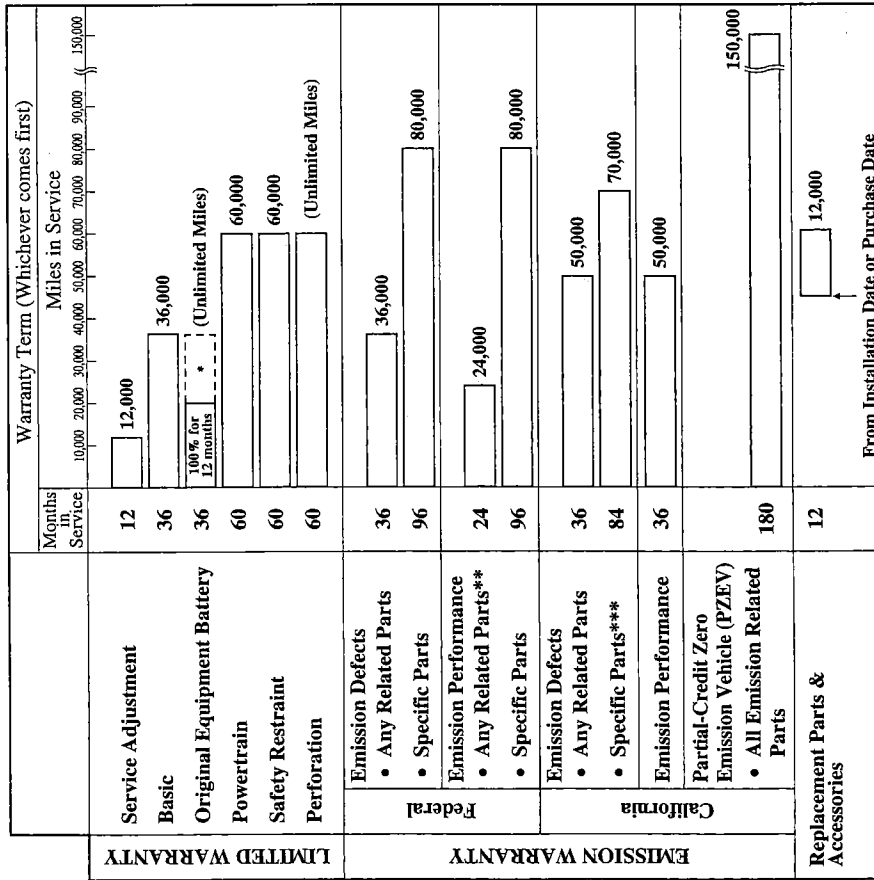 Warranty Term (Whichever comes first)
Months in Service
Miles in Service
10,000 20,000 30,000 40,000 50,000 60,000 70,000 80,000 90,000 150,000
LIMITED WARRANTY
Service Adjustment 12 12,000
Basic 36 36,000
Original Equipment Battery 36 100% for 12 months * (Unlimited Miles)
Powertrain 60 60,000
Safety Restraint 60 60,000
Perforation 60 (Unlimited Miles)
EMISSION WARRANTY
Federal
Emission Defects
• Any Related Parts 36 36,000
• Specific Parts 96 80,000
Emission Performance
• Any Related Parts** 24 24,000
• Specific Parts 96 80,000
California
Emission Defects
• Any Related Parts 36 50,000
• Specific Parts*** 84 70,000
Emission Performance 36 50,000
Partial-Credit Zero
Emission Vehicle (PZEV)
• All Emission Related 180 150,000
Parts
Replacement Parts & 12 12,000
Accessories
From Installation Date or Purchase Date